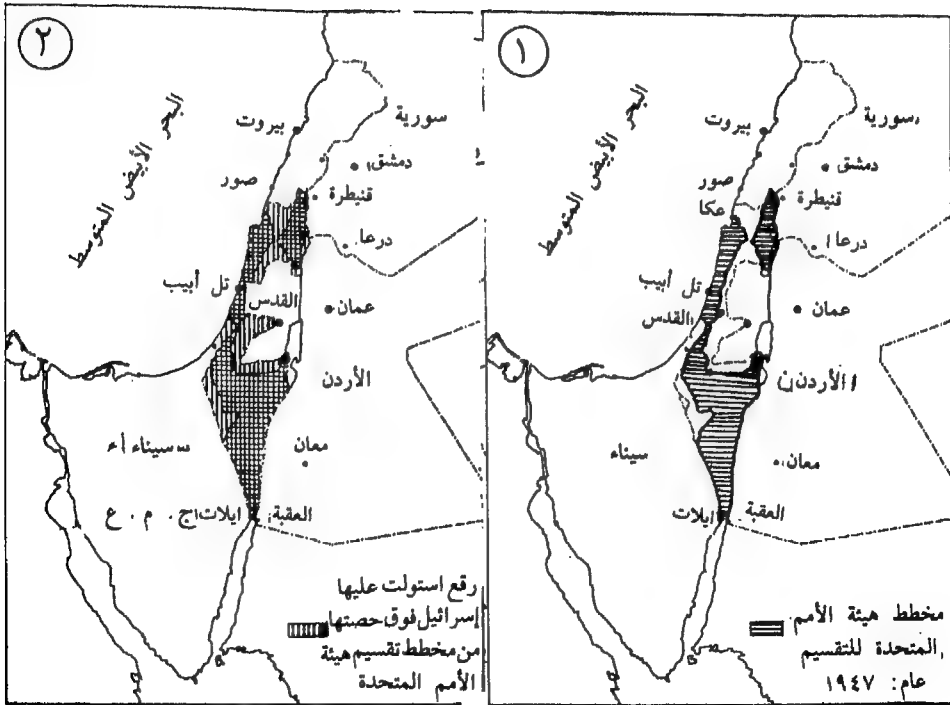 ١
البحر الأبيض المتوسط
بيروت
سورية
دمشق
صور
عكا
قنيطرة
درعا
تل أبيب
القدس
عمان
الأردن
سيناء
معان
ايلات
العقبة
مخطط هيئة الأمم
المتحدة للتقسيم
عام: ١٩٤٧
٢
البحر الأبيض المتوسط
بيروت
سورية
دمشق
صور
قنيطرة
درعا
تل أبيب
القدس
عمان
الأردن
سيناء
معان
ج . م . ع
ايلات
العقبة
رقع استولت عليها
إسرائيل فوق حصتها
من مخطط تقسيم هيئة
الأمم المتحدة